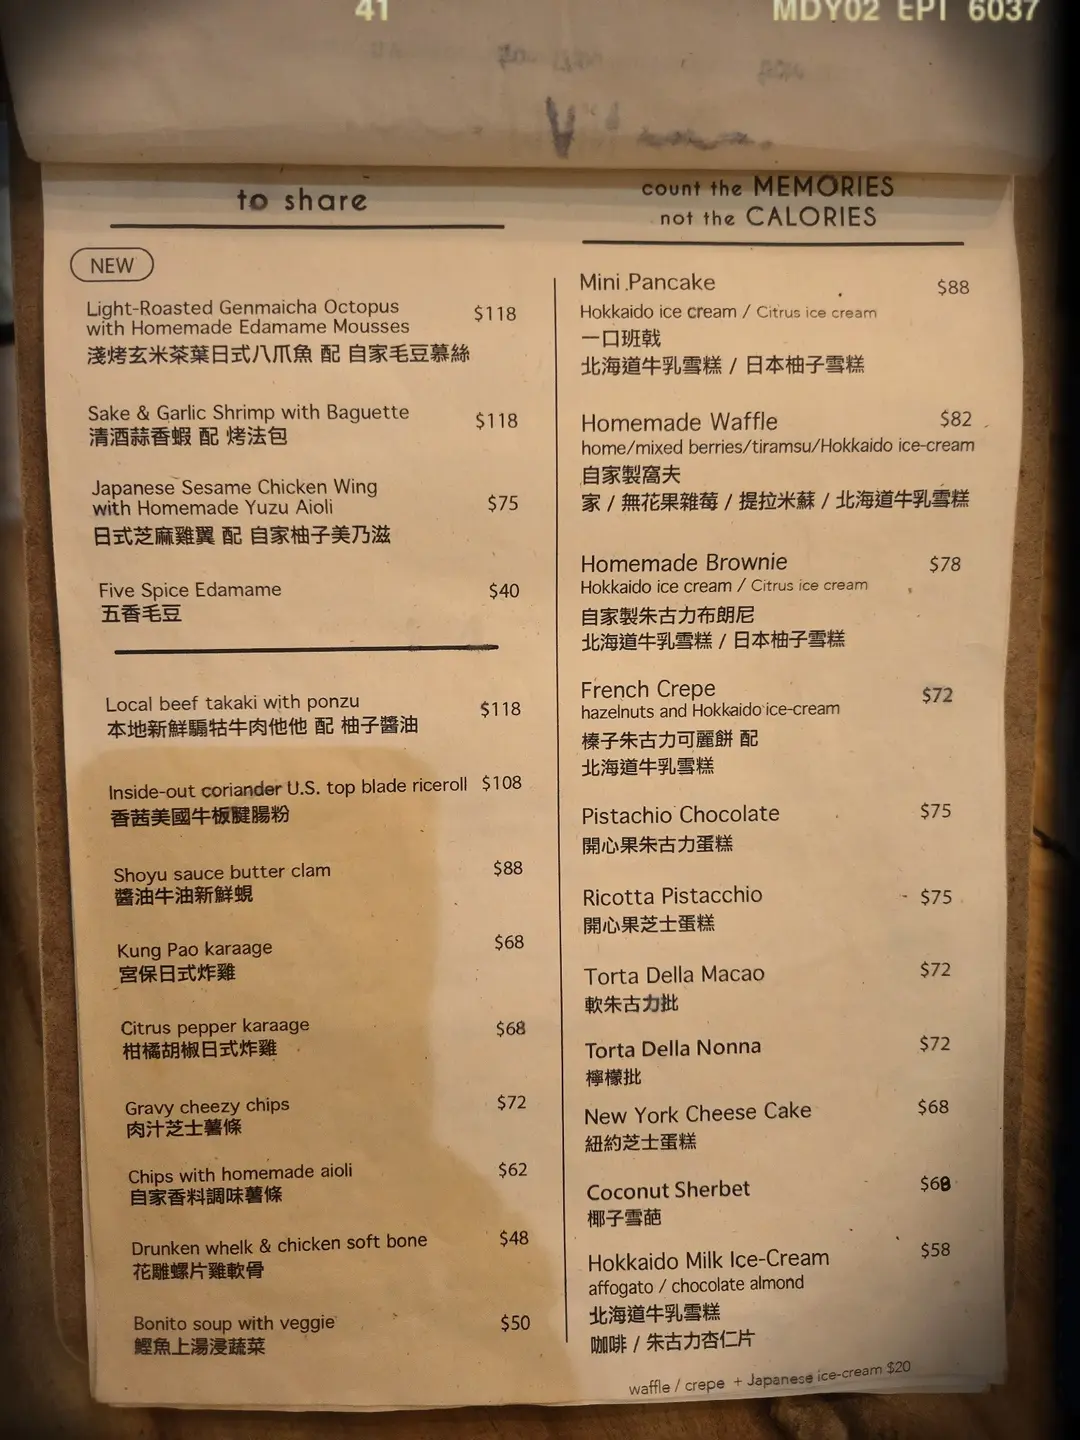 41
MDY02 EPI 6037
to share
NEW
Light-Roasted Genmaicha Octopus
with Homemade Edamame Mousses
$118
淺烤玄米茶葉日式八爪魚 配 自家毛豆慕絲
Sake & Garlic Shrimp with Baguette
$118
清酒蒜香蝦 配 烤法包
Japanese Sesame Chicken Wing
with Homemade Yuzu Aioli
$75
日式芝麻雞翼 配 自家柚子美乃滋
Five Spice Edamame
$40
五香毛豆
Local beef takaki with ponzu
$118
本地新鮮騸牯牛肉他他 配 柚子醬油
Inside-out coriander U.S. top blade riceroll
$108
香茜美國牛板腱腸粉
Shoyu sauce butter clam
$88
醬油牛油新鮮蜆
Kung Pao karaage
$68
宮保日式炸雞
Citrus pepper karaage
$68
柑橘胡椒日式炸雞
Gravy cheezy chips
$72
肉汁芝士薯條
Chips with homemade aioli
$62
自家香料調味薯條
Drunken whelk & chicken soft bone
$48
花雕螺片雞軟骨
Bonito soup with veggie
$50
鰹魚上湯浸蔬菜
count the MEMORIES
not the CALORIES
Mini Pancake
$88
Hokkaido ice cream / Citrus ice cream
一口班戟
北海道牛乳雪糕 / 日本柚子雪糕
Homemade Waffle
$82
home/mixed berries/tiramsu/Hokkaido ice-cream
自家製窩夫
家 / 無花果雜莓 / 提拉米蘇 / 北海道牛乳雪糕
Homemade Brownie
$78
Hokkaido ice cream / Citrus ice cream
自家製朱古力布朗尼
北海道牛乳雪糕 / 日本柚子雪糕
French Crepe
$72
hazelnuts and Hokkaido ice-cream
榛子朱古力可麗餅 配
北海道牛乳雪糕
Pistachio Chocolate
$75
開心果朱古力蛋糕
Ricotta Pistacchio
$75
開心果芝士蛋糕
Torta Della Macao
$72
軟朱古力批
Torta Della Nonna
$72
檸檬批
New York Cheese Cake
$68
紐約芝士蛋糕
Coconut Sherbet
椰子雪葩
Hokkaido Milk Ice-Cream
$58
affogato / chocolate almond
北海道牛乳雪糕
咖啡 / 朱古力杏仁片
waffle / crepe + Japanese ice-cream $20